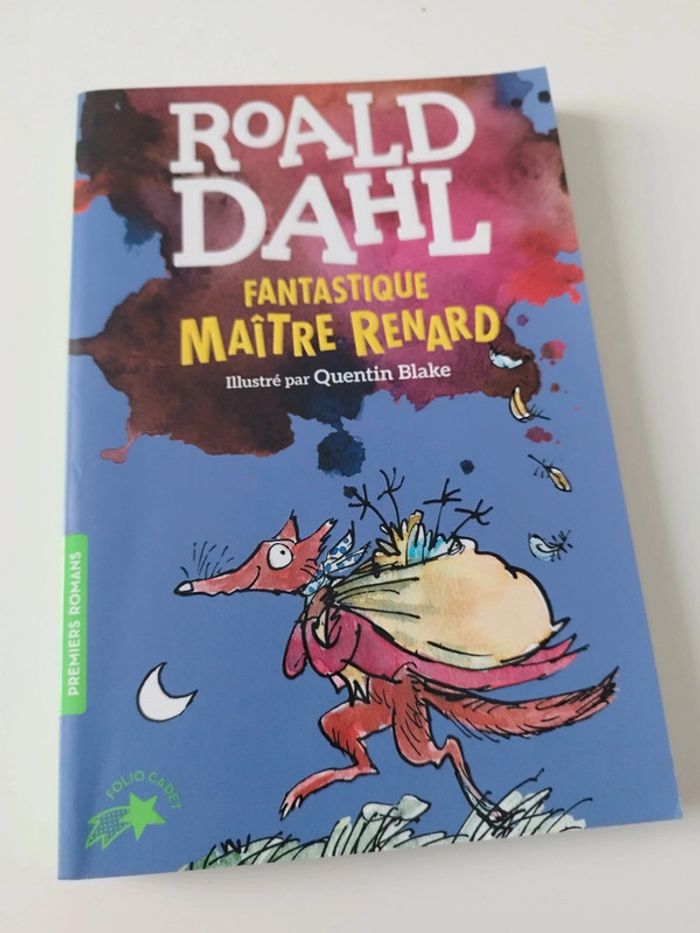 ROALD
DAHL
FANTASTIQUE
MAÎTRE RENARD
Illustré par Quentin Blake
PREMIERS ROMANS
FOLIO CADET